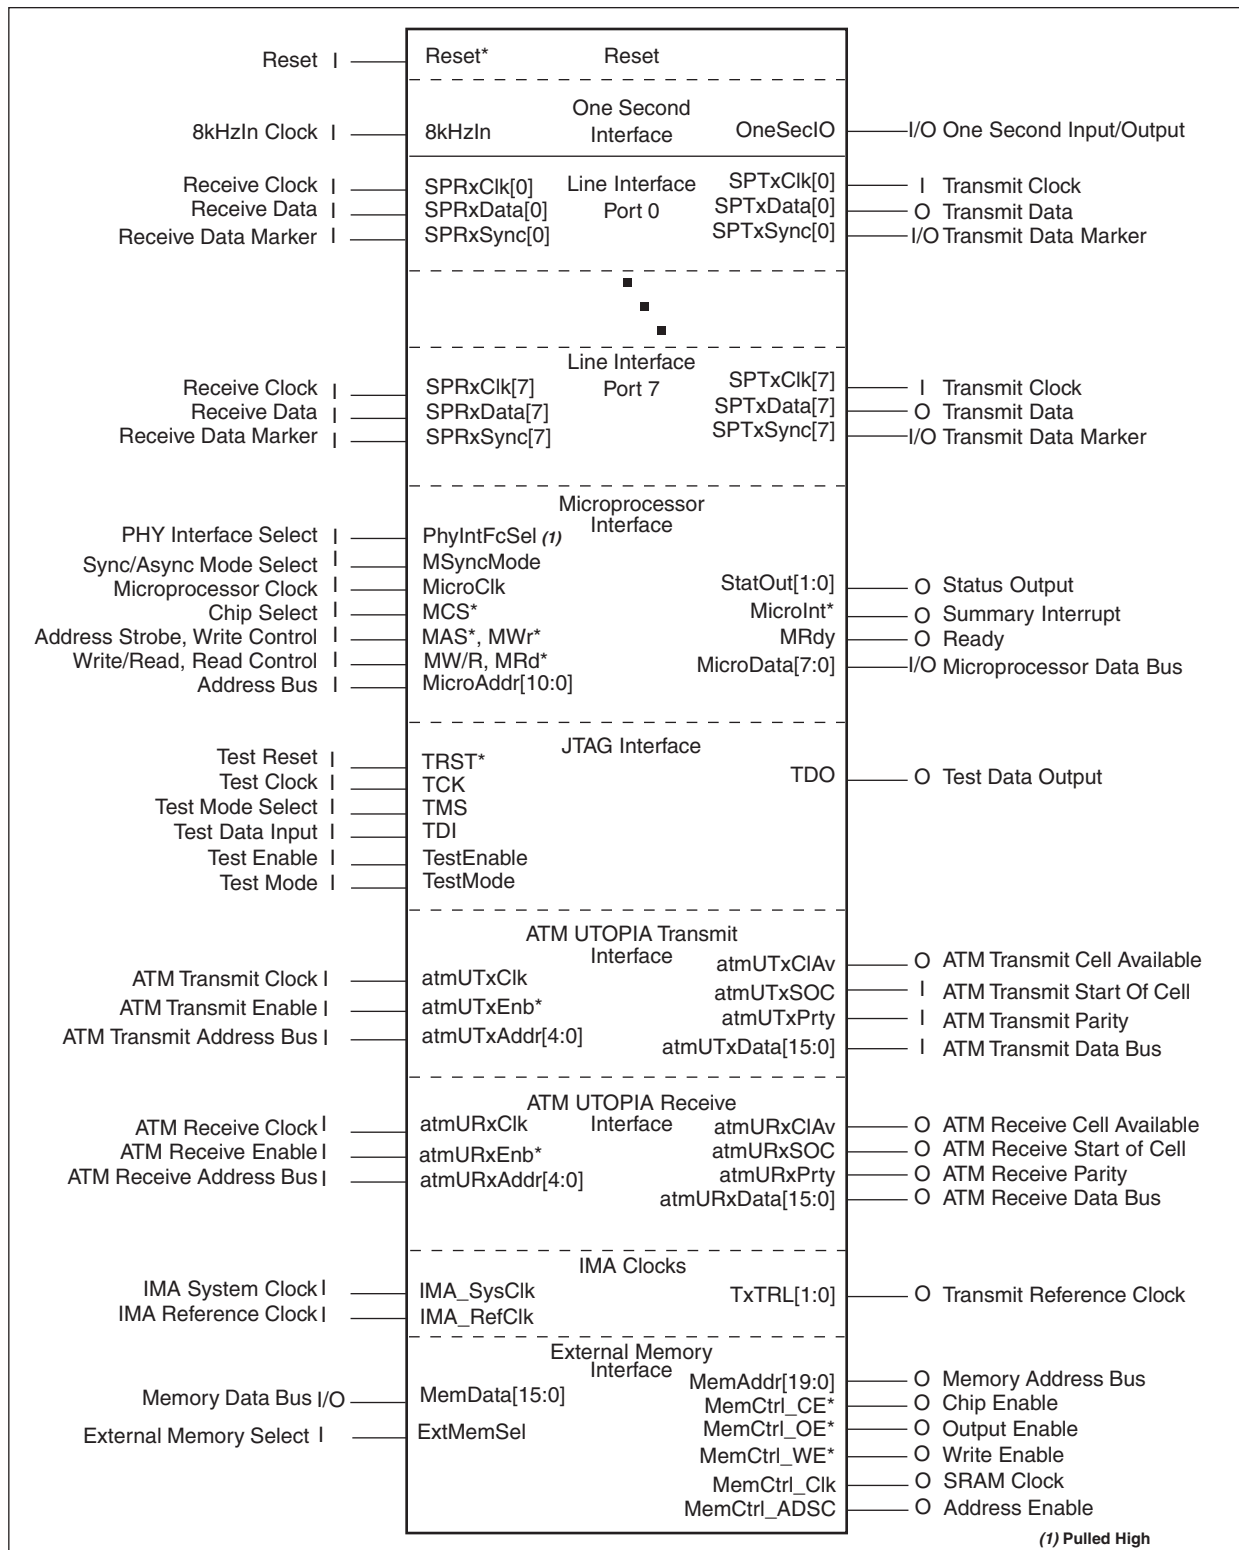 Reset I Reset* Reset
One Second
8kHzIn Clock I 8kHzIn Interface OneSecIO I/O One Second Input/Output
Receive Clock I SPRxClk[0] Line Interface SPTxClk[0] I Transmit Clock
Receive Data I SPRxData[0] Port 0 SPTxData[0] O Transmit Data
Receive Data Marker I SPRxSync[0] SPTxSync[0] I/O Transmit Data Marker
Line Interface
Receive Clock I SPRxClk[7] Port 7 SPTxClk[7] I Transmit Clock
Receive Data I SPRxData[7] SPTxData[7] O Transmit Data
Receive Data Marker I SPRxSync[7] SPTxSync[7] I/O Transmit Data Marker
Microprocessor
Interface
PHY Interface Select I PhyIntFcSel (1)
Sync/Async Mode Select I MSyncMode
Microprocessor Clock I MicroClk StatOut[1:0] O Status Output
Chip Select I MCS* MicroInt* O Summary Interrupt
Address Strobe, Write Control I MAS*, MWr* MRdy O Ready
Write/Read, Read Control I MW/R, MRd* MicroData[7:0] I/O Microprocessor Data Bus
Address Bus I MicroAddr[10:0]
JTAG Interface
Test Reset I TRST* TDO O Test Data Output
Test Clock I TCK
Test Mode Select I TMS
Test Data Input I TDI
Test Enable I TestEnable
Test Mode I TestMode
ATM UTOPIA Transmit
Interface atmUTxClAv O ATM Transmit Cell Available
ATM Transmit Clock I atmUTxClk atmUTxSOC I ATM Transmit Start Of Cell
ATM Transmit Enable I atmUTxEnb* atmUTxPrty I ATM Transmit Parity
ATM Transmit Address Bus I atmUTxAddr[4:0] atmUTxData[15:0] I ATM Transmit Data Bus
ATM UTOPIA Receive
ATM Receive Clock I atmURxClk Interface atmURxClAv O ATM Receive Cell Available
ATM Receive Enable I atmURxEnb* atmURxSOC O ATM Receive Start of Cell
ATM Receive Address Bus I atmURxAddr[4:0] atmURxPrty O ATM Receive Parity
atmURxData[15:0] O ATM Receive Data Bus
IMA Clocks
IMA System Clock I IMA_SysClk TxTRL[1:0] O Transmit Reference Clock
IMA Reference Clock I IMA_RefClk
External Memory
Interface
Memory Data Bus I/O MemData[15:0] MemAddr[19:0] O Memory Address Bus
MemCtrl_CE* O Chip Enable
External Memory Select I ExtMemSel MemCtrl_OE* O Output Enable
MemCtrl_WE* O Write Enable
MemCtrl_Clk O SRAM Clock
MemCtrl_ADSC O Address Enable
(1) Pulled High